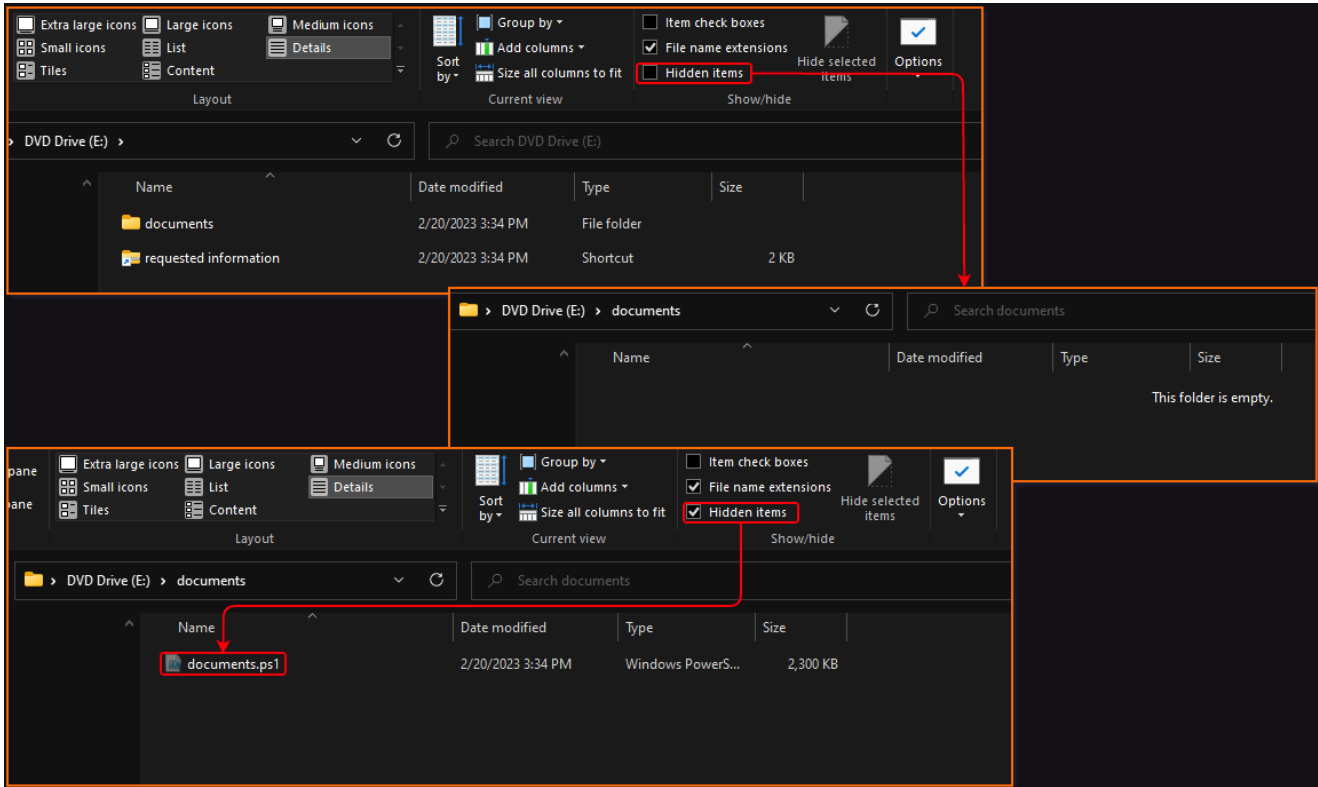 Extra large icons Large icons Medium icons Group by Item check boxes
Small icons List Details Add columns File name extensions
Tiles Content Sort by Size all columns to fit Hidden items Hide selected items Options
Layout Current view Show/hide
DVD Drive (E:) Search DVD Drive (E:)
Name Date modified Type Size
documents 2/20/2023 3:34 PM File folder
requested information 2/20/2023 3:34 PM Shortcut 2 KB
DVD Drive (E:) documents Search documents
Name Date modified Type Size
This folder is empty.
pane Extra large icons Large icons Medium icons Group by Item check boxes
Small icons List Details Add columns File name extensions
ane Tiles Content Sort by Size all columns to fit Hidden items Hide selected items Options
Layout Current view Show/hide
DVD Drive (E:) documents Search documents
Name Date modified Type Size
documents.ps1 2/20/2023 3:34 PM Windows PowerS... 2,300 KB